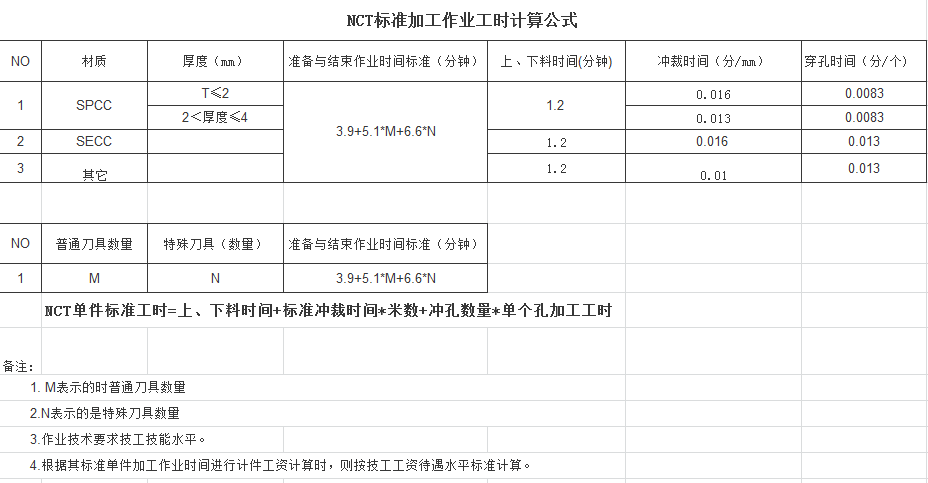 NCT标准加工作业工时计算公式
NO 材质 厚度（mm） 准备与结束作业时间标准（分钟） 上、下料时间(分钟) 冲裁时间（分/mm） 穿孔时间（分/个）
1 SPCC T≤2 3.9+5.1*M+6.6*N 1.2 0.016 0.0083
2＜厚度≤4 0.013 0.0083
2 SECC 1.2 0.016 0.013
3 其它 1.2 0.01 0.013
NO 普通刀具数量 特殊刀具（数量） 准备与结束作业时间标准（分钟）
1 M N 3.9+5.1*M+6.6*N
NCT单件标准工时=上、下料时间+标准冲裁时间*米数+冲孔数量*单个孔加工工时
备注:
1. M表示的时普通刀具数量
2.N表示的是特殊刀具数量
3.作业技术要求技工技能水平。
4.根据其标准单件加工作业时间进行计件工资计算时，则按技工工资待遇水平标准计算。